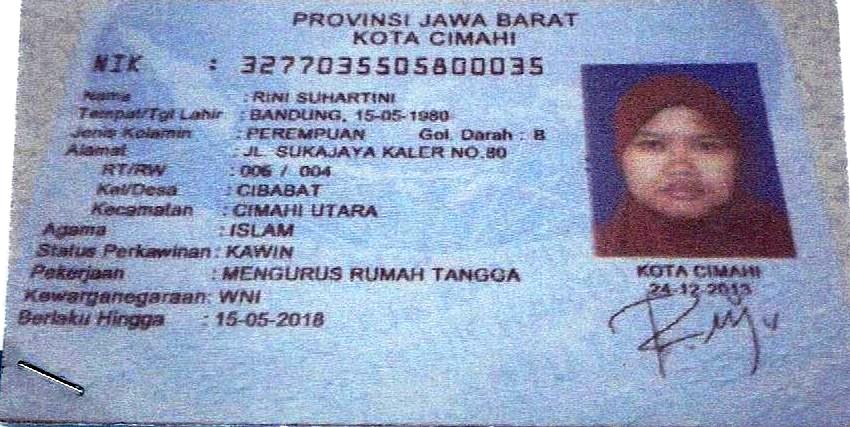 PROVINSI JAWA BARAT
KOTA CIMAHI
NIK : 3277035505800035
Nama : RINI SUHARTINI
Tempat/Tgl Lahir : BANDUNG, 15-05-1980
Jenis Kelamin : PEREMPUAN Gol. Darah : B
Alamat : JL. SUKAJAYA KALER NO.80
RT/RW : 006 / 004
Kel/Desa : CIBABAT
Kecamatan : CIMAHI UTARA
Agama : ISLAM
Status Perkawinan : KAWIN
Pekerjaan : MENGURUS RUMAH TANGGA
Kewarganegaraan: WNI
Berlaku Hingga : 15-05-2018
KOTA CIMAHI
24-12-2013